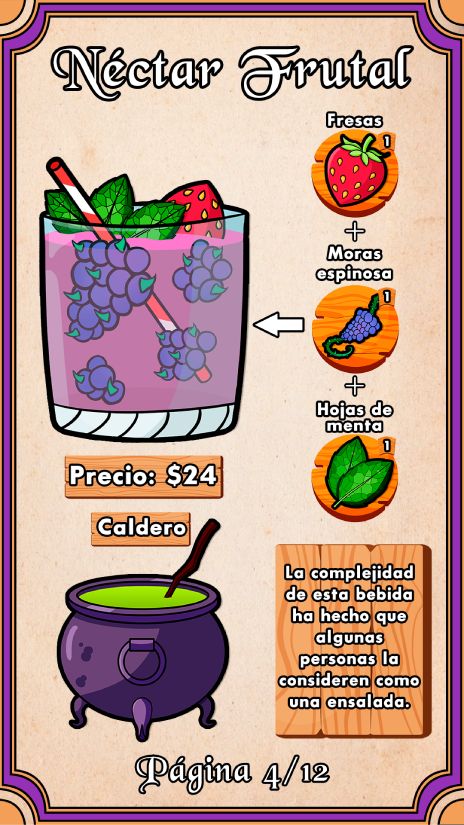 Néctar Frutal
Fresas
1
+
Moras
espinosa
1
+
Hojas de
menta
1
Precio: $24
Caldero
La complejidad
de esta bebida
ha hecho que
algunas
personas la
consideren como
una ensalada.
Página 4/12